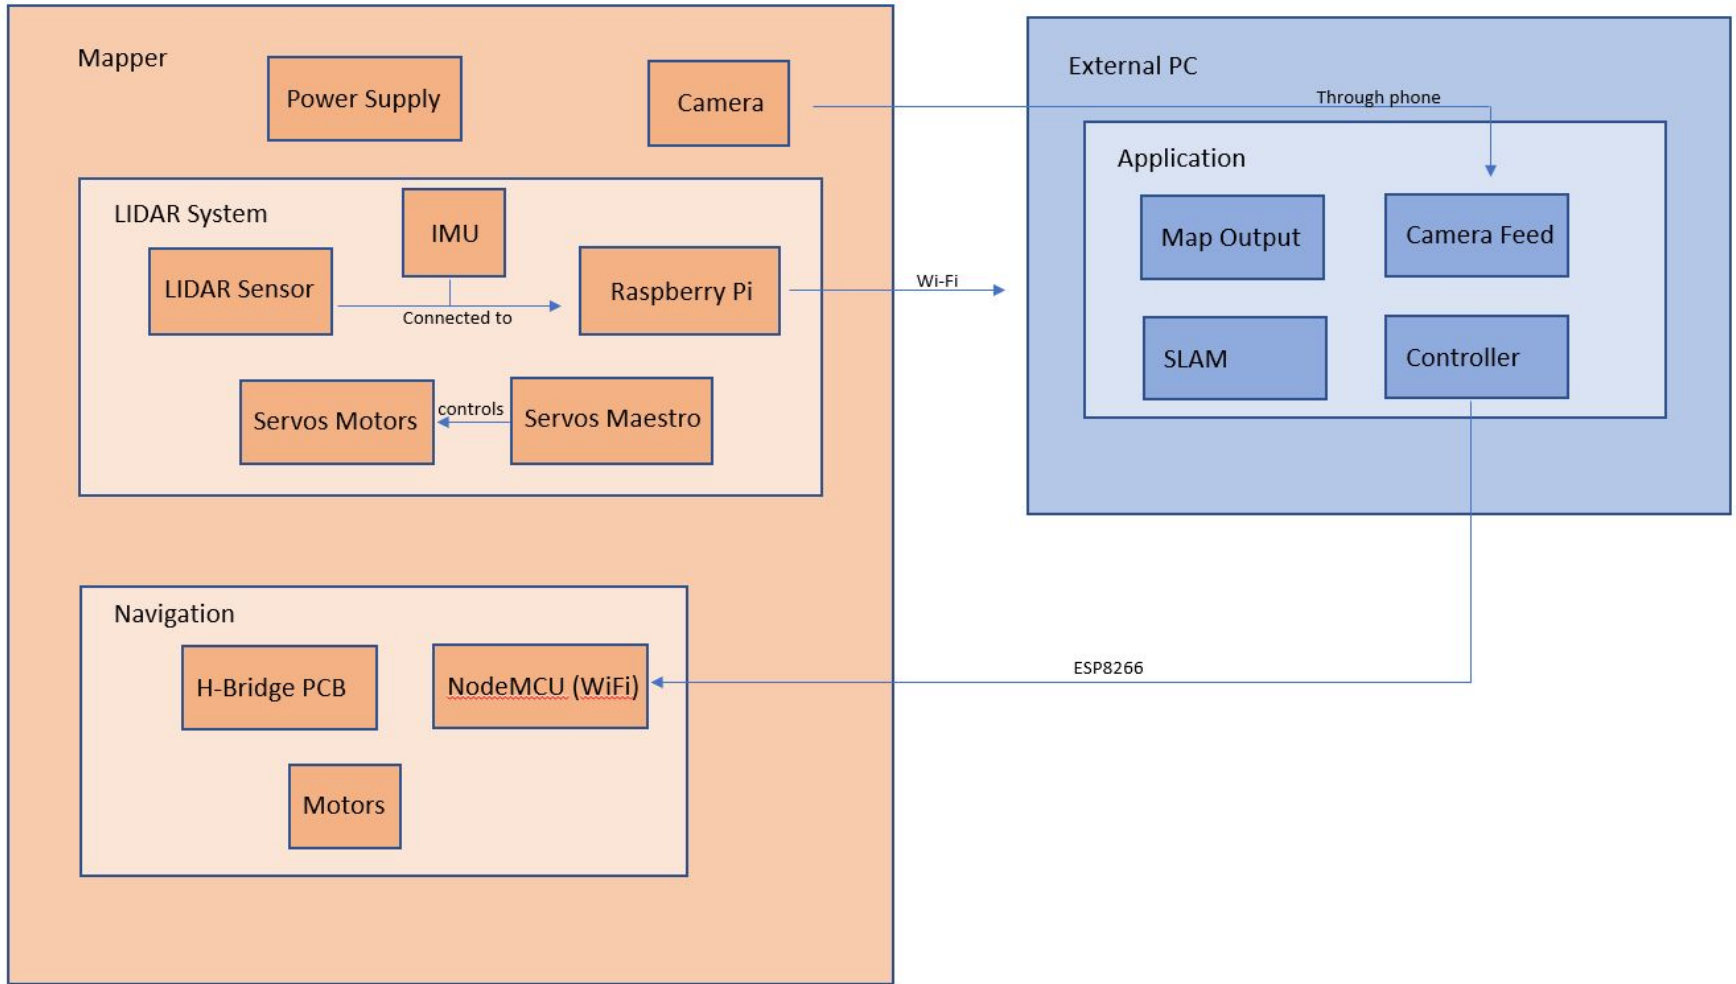 Mapper
Power Supply
Camera
LIDAR System
IMU
LIDAR Sensor
Connected to
Raspberry Pi
Servos Motors
controls
Servos Maestro
Navigation
H-Bridge PCB
NodeMCU (WiFi)
Motors
Wi-Fi
ESP8266
External PC
Through phone
Application
Map Output
Camera Feed
SLAM
Controller